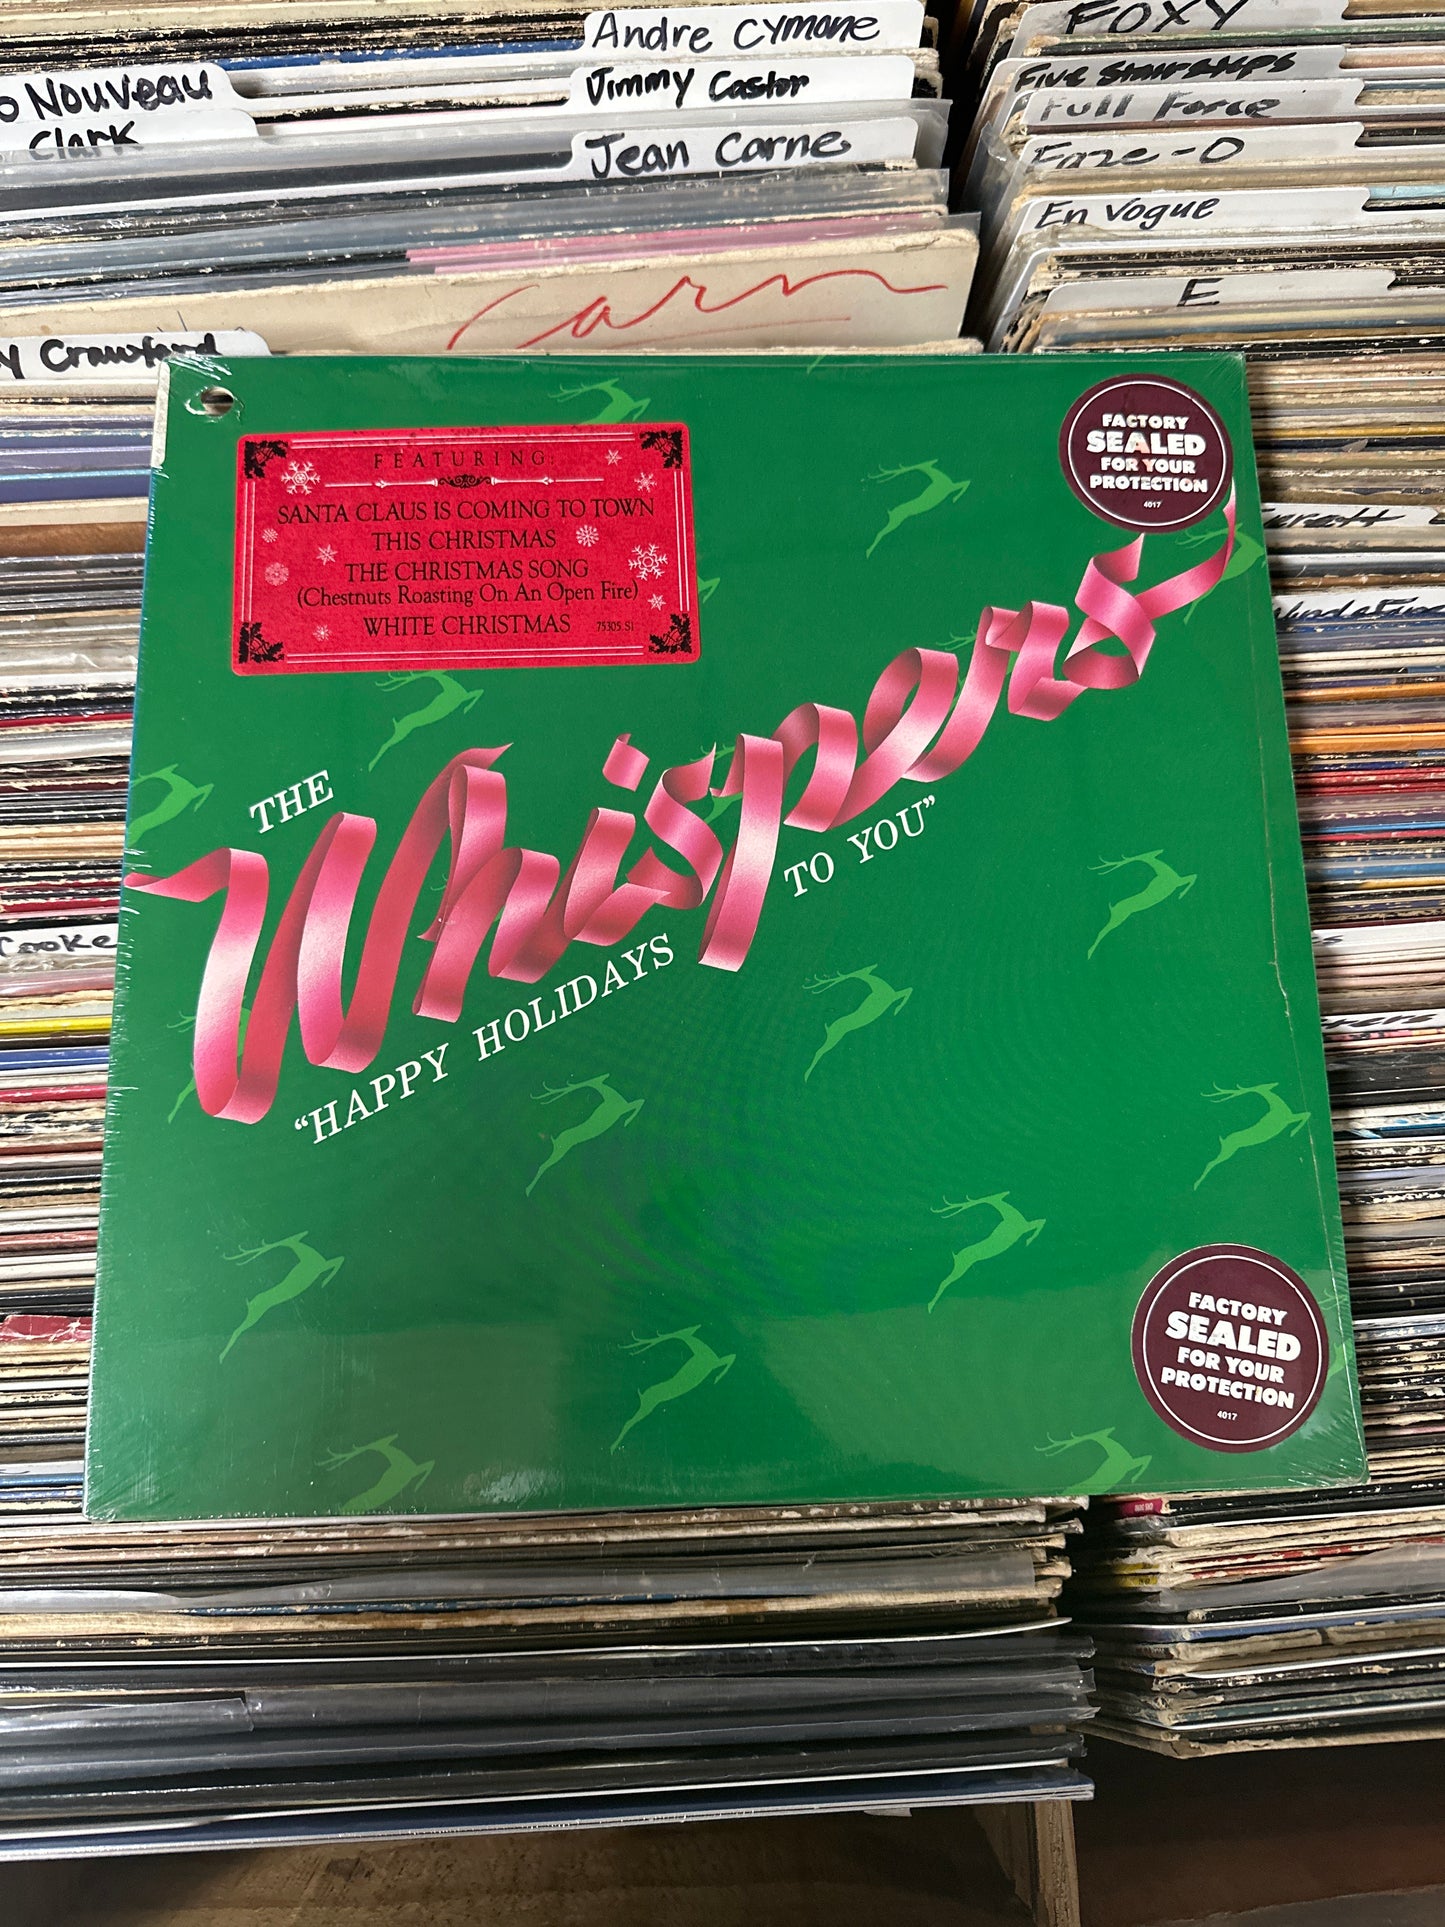 Andre Cymone
Jimmy Castor
Jean Carne
Nouveau
Clark
Carn
Crawford
Cooke
FOXY
Five Stairsteps
Full Force
Faze-O
En Vogue
E
FEATURING:
SANTA CLAUS IS COMING TO TOWN
THIS CHRISTMAS
THE CHRISTMAS SONG
(Chestnuts Roasting On An Open Fire)
WHITE CHRISTMAS 75305 S1
FACTORY
SEALED
FOR YOUR
PROTECTION
4017
THE
Whispers
"HAPPY HOLIDAYS TO YOU"
FACTORY
SEALED
FOR YOUR
PROTECTION
4017